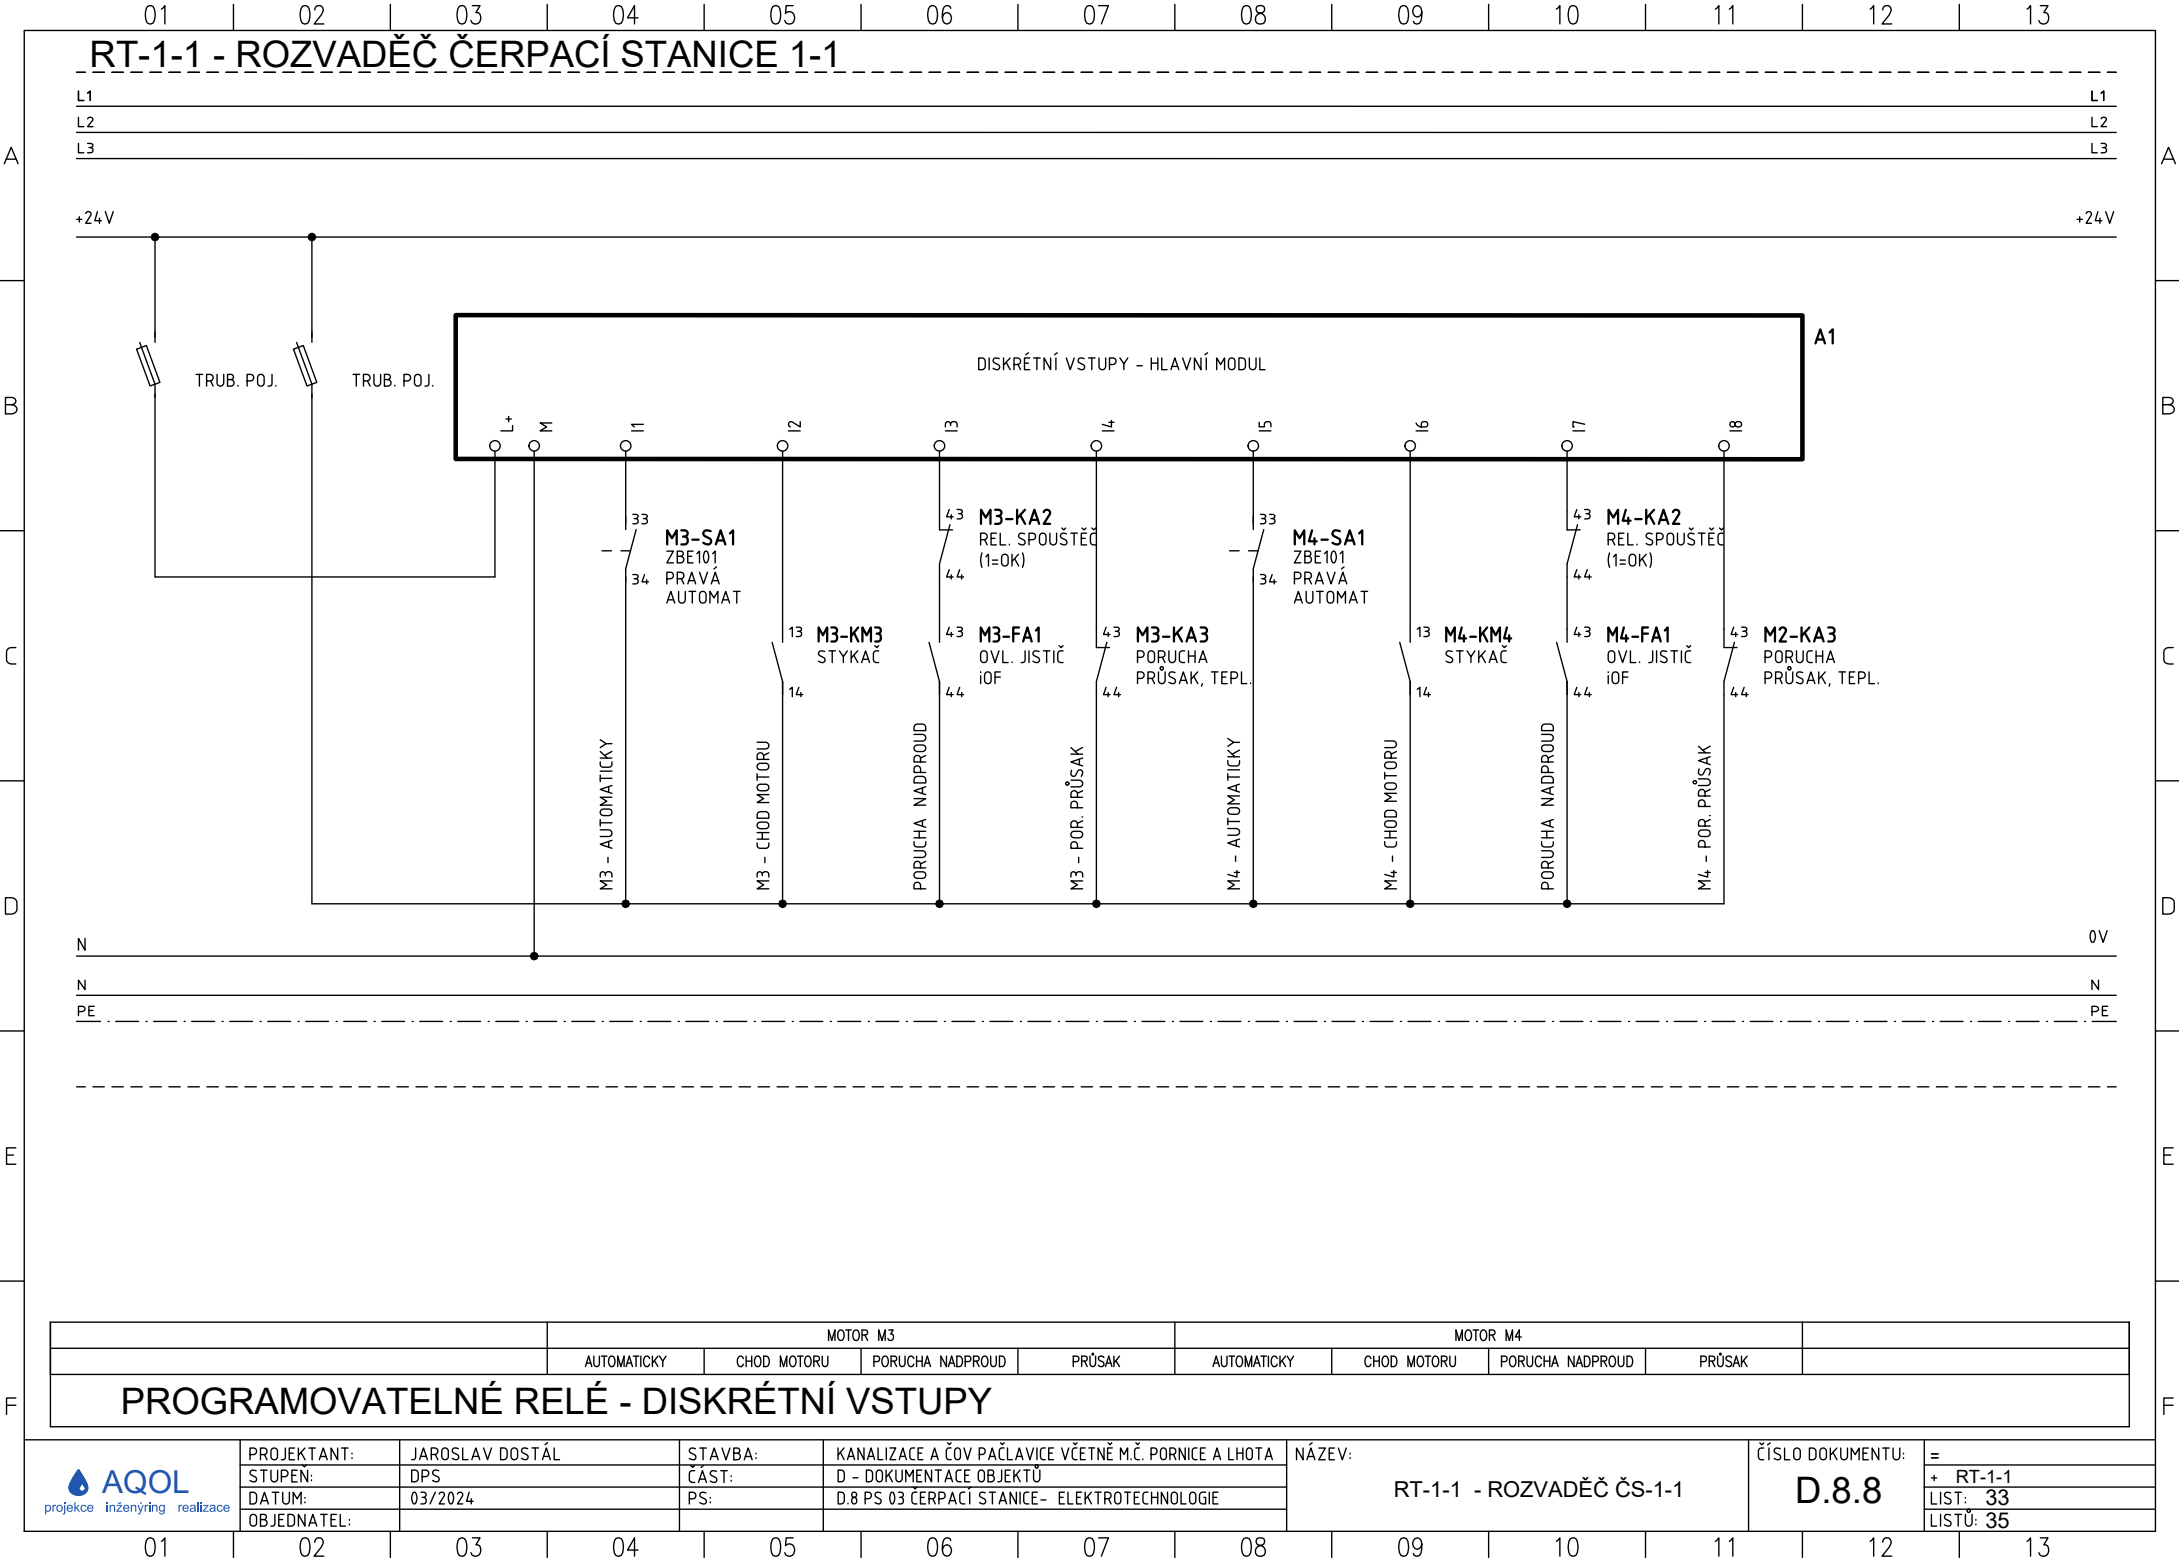 01 02 03 04 05 06 07 08 09 10 11 12 13
RT-1-1 - ROZVADĚČ ČERPACÍ STANICE 1-1
L1 L1
L2 L2
L3 L3
A A
+24V +24V
A1
DISKRÉTNÍ VSTUPY - HLAVNÍ MODUL
TRUB. POJ. TRUB. POJ.
B B
L+ M I1 I2 I3 I4 I5 I6 I7 I8
33 M3-SA1
ZBE101
34 PRAVÁ
AUTOMAT
13 M3-KM3
STYKAČ
14
43 M3-KA2
REL. SPOUŠTĚČ
(1=OK)
44
43 M3-FA1
OVL. JISTIČ
iOF
44
43 M3-KA3
PORUCHA
PRŮSAK, TEPL.
44
33 M4-SA1
ZBE101
34 PRAVÁ
AUTOMAT
13 M4-KM4
STYKAČ
14
43 M4-KA2
REL. SPOUŠTĚČ
(1=OK)
44
43 M4-FA1
OVL. JISTIČ
iOF
44
43 M2-KA3
PORUCHA
PRŮSAK, TEPL.
44
C C
M3 - AUTOMATICKY
M3 - CHOD MOTORU
PORUCHA NADPROUD
M3 - POR. PRŮSAK
M4 - AUTOMATICKY
M4 - CHOD MOTORU
PORUCHA NADPROUD
M4 - POR. PRŮSAK
D D
N 0V
N N
PE PE
E E
MOTOR M3 MOTOR M4
AUTOMATICKY CHOD MOTORU PORUCHA NADPROUD PRŮSAK AUTOMATICKY CHOD MOTORU PORUCHA NADPROUD PRŮSAK
PROGRAMOVATELNÉ RELÉ - DISKRÉTNÍ VSTUPY
F F
AQOL
projekce inženýring realizace
PROJEKTANT: JAROSLAV DOSTÁL
STUPEŇ: DPS
DATUM: 03/2024
OBJEDNATEL:
STAVBA: KANALIZACE A ČOV PAČLAVICE VČETNĚ M.Č. PORNICE A LHOTA
ČÁST: D - DOKUMENTACE OBJEKTŮ
PS: D.8 PS 03 ČERPACÍ STANICE- ELEKTROTECHNOLOGIE
NÁZEV:
RT-1-1 - ROZVADĚČ ČS-1-1
ČÍSLO DOKUMENTU:
D.8.8
=
+ RT-1-1
LIST: 33
LISTŮ: 35
01 02 03 04 05 06 07 08 09 10 11 12 13